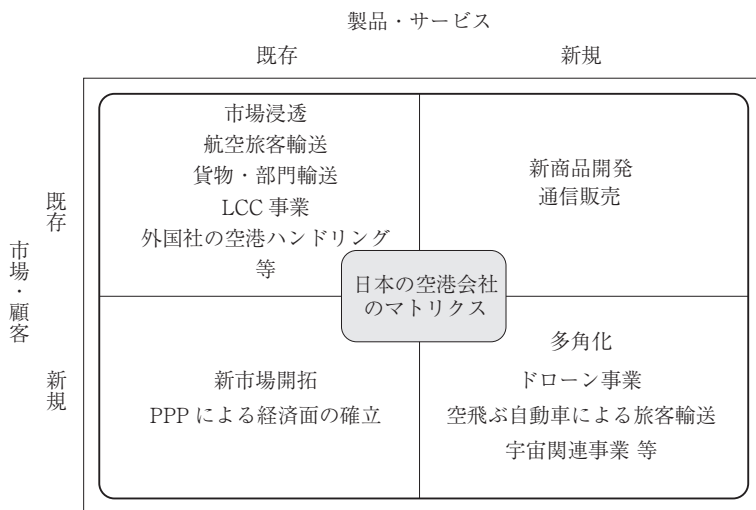 製品・サービス
既存
新規
市場・顧客
既存
市場浸透
航空旅客輸送
貨物・部門輸送
LCC 事業
外国社の空港ハンドリング
等
新商品開発
通信販売
日本の空港会社
のマトリクス
新規
新市場開拓
PPP による経済面の確立
多角化
ドローン事業
空飛ぶ自動車による旅客輸送
宇宙関連事業 等